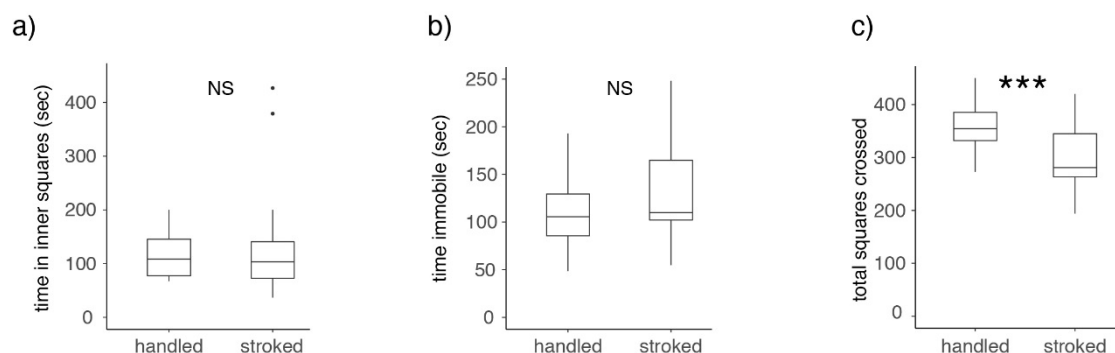 a)
time in inner squares (sec)
400
300
200
100
0
NS
handled stroked
b)
time immobile (sec)
250
200
150
100
50
0
NS
handled stroked
c)
total squares crossed
400
300
200
100
0
***
handled stroked